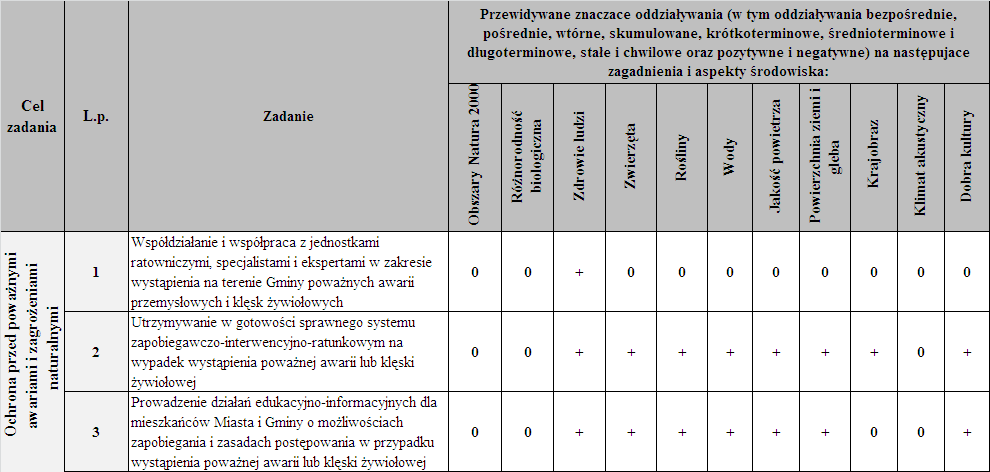 Przewidywane znaczace oddziaływania (w tym oddziaływania bezpośrednie,
pośrednie, wtórne, skumulowane, krótkoterminowe, średnioterminowe i
długoterminowe, stałe i chwilowe oraz pozytywne i negatywne) na następujace
zagadnienia i aspekty środowiska:
Cel
zadania
L.p.
Zadanie
Obszary Natura 2000
Różnorodność
biologiczna
Zdrowie ludzi
Zwierzęta
Rośliny
Wody
Jakość powietrza
Powierzchnia ziemi i
gleba
Krajobraz
Klimat akustyczny
Dobra kultury
Ochrona przed poważnymi
awariami i zagrożeniami
naturalnymi
1
Współdziałanie i współpraca z jednostkami
ratowniczymi, specjalistami i ekspertami w zakresie
wystąpienia na terenie Gminy poważnych awarii
przemysłowych i klęsk żywiołowych
0 0 + 0 0 0 0 0 0 0 0
2
Utrzymywanie w gotowości sprawnego systemu
zapobiegawczo-interwencyjno-ratunkowym na
wypadek wystąpienia poważnej awarii lub klęski
żywiołowej
0 0 + + + + + + + 0 +
3
Prowadzenie działań edukacyjno-informacyjnych dla
mieszkańców Miasta i Gminy o możliwościach
zapobiegania i zasadach postępowania w przypadku
wystąpienia poważnej awarii lub klęski żywiołowej
0 0 + + + + + + 0 0 +